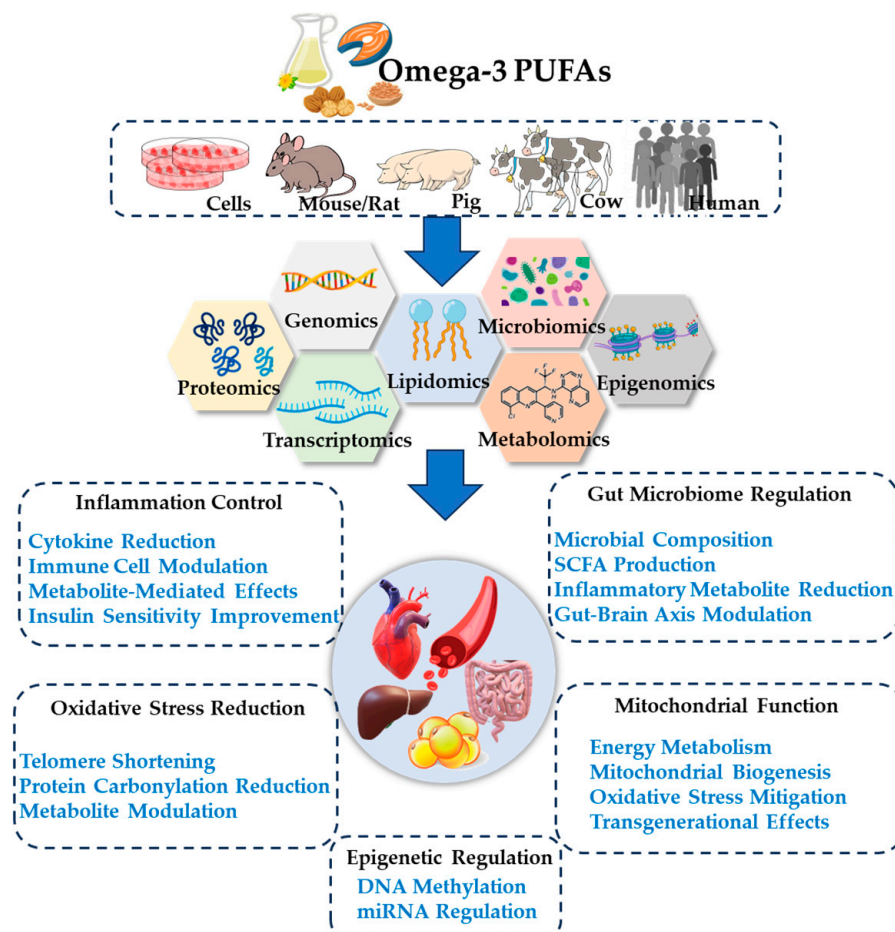 Omega-3 PUFAs
Cells
Mouse/Rat
Pig
Cow
Human
Genomics
Microbiomics
Proteomics
Lipidomics
Epigenomics
Transcriptomics
Metabolomics
F
F
F
N
H
N
N
N
N
N
Cl
Inflammation Control
Cytokine Reduction
Immune Cell Modulation
Metabolite-Mediated Effects
Insulin Sensitivity Improvement
Gut Microbiome Regulation
Microbial Composition
SCFA Production
Inflammatory Metabolite Reduction
Gut-Brain Axis Modulation
Oxidative Stress Reduction
Telomere Shortening
Protein Carbonylation Reduction
Metabolite Modulation
Mitochondrial Function
Energy Metabolism
Mitochondrial Biogenesis
Oxidative Stress Mitigation
Transgenerational Effects
Epigenetic Regulation
DNA Methylation
miRNA Regulation